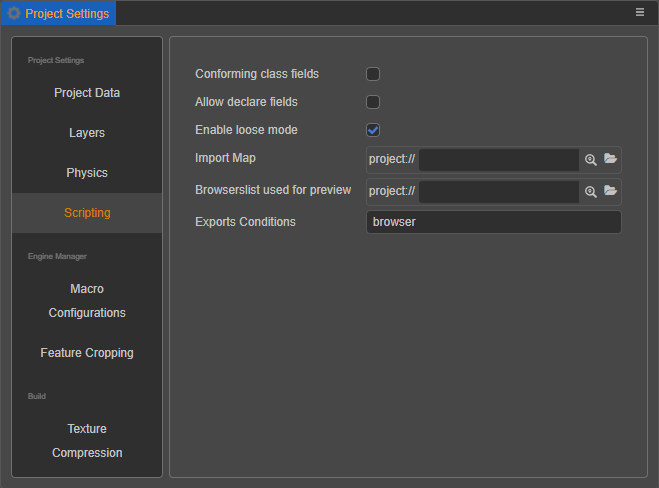 Project Settings
Project Settings
Project Data
Layers
Physics
Scripting
Engine Manager
Macro
Configurations
Feature Cropping
Build
Texture
Compression
Conforming class fields
Allow declare fields
Enable loose mode
Import Map project://
Browserslist used for preview project://
Exports Conditions browser